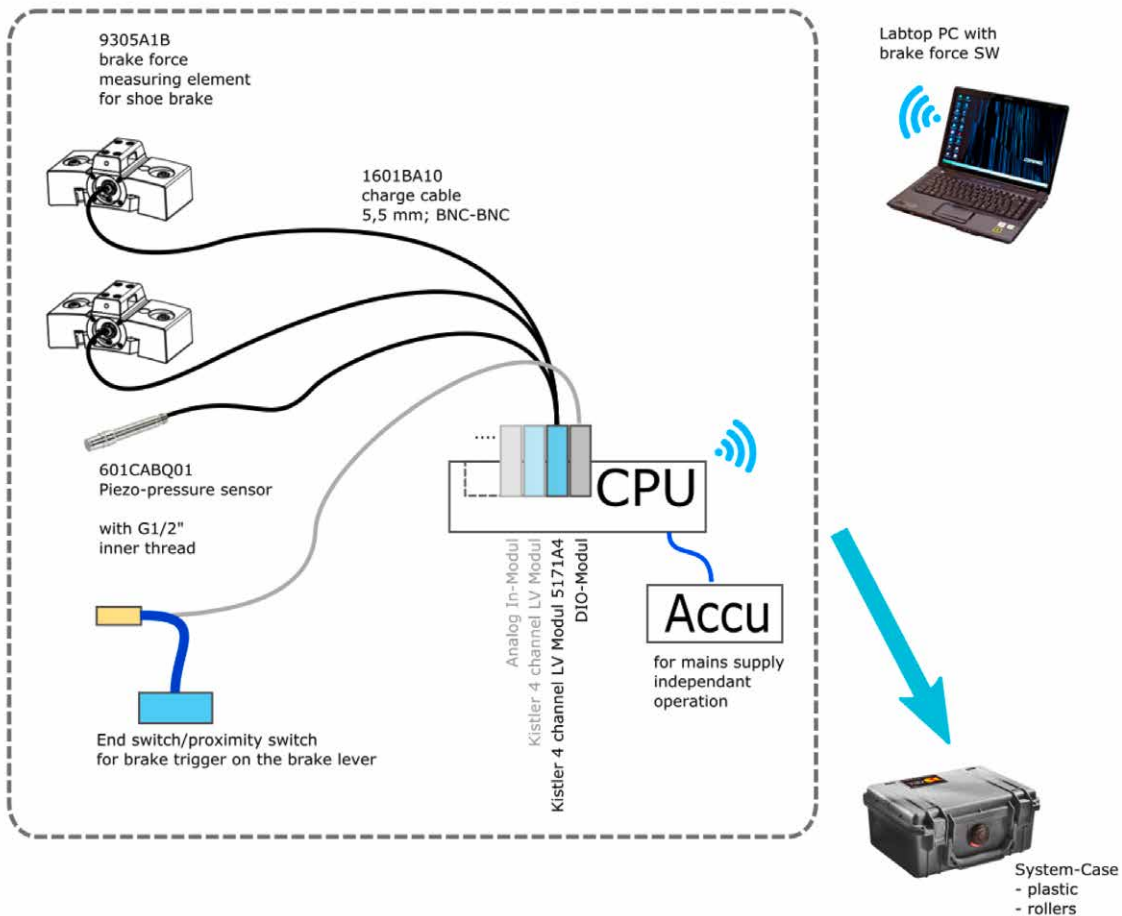 9305A1B
brake force
measuring element
for shoe brake
Labtop PC with
brake force SW
1601BA10
charge cable
5,5 mm; BNC-BNC
601CABQ01
Piezo-pressure sensor
with G1/2"
inner thread
....
CPU
Analog In-Modul
Kistler 4 channel LV Modul
Kistler 4 channel LV Modul 5171A4
DIO-Modul
Accu
for mains supply
independant
operation
End switch/proximity switch
for brake trigger on the brake lever
System-Case
- plastic
- rollers